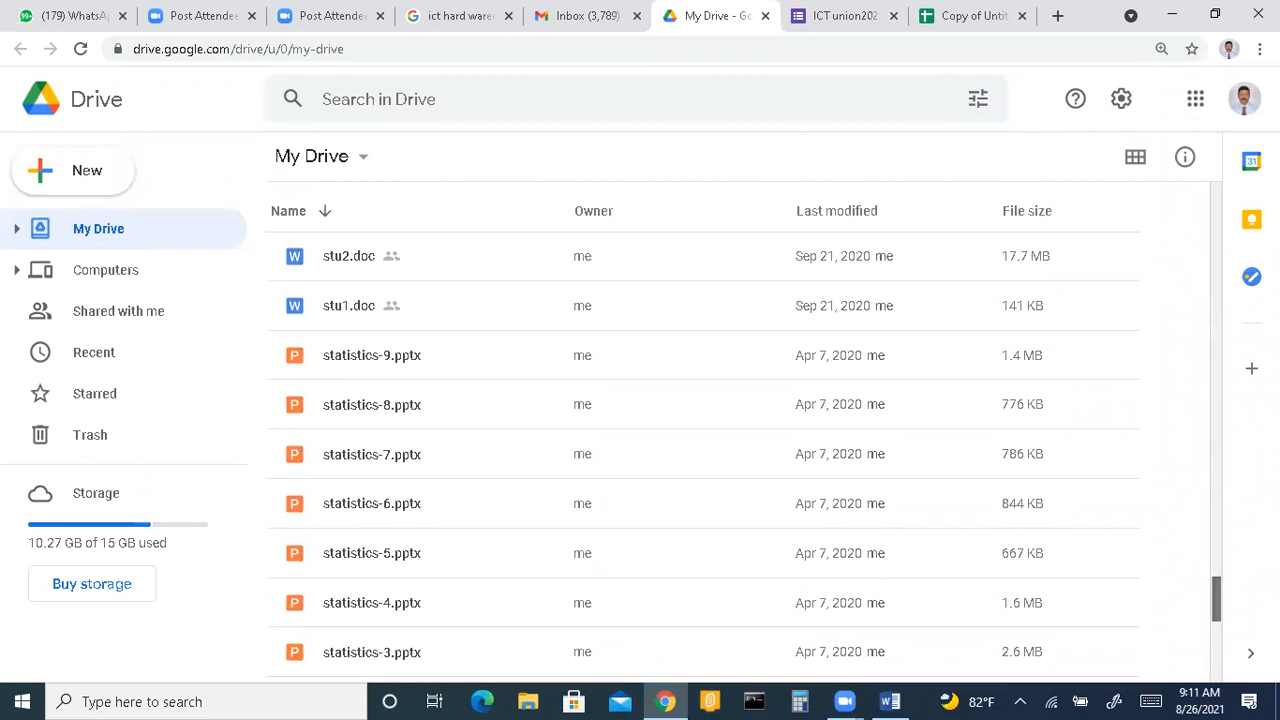 (179) WhatsA
Post Attende
Post Attendee
ict hard ware
Inbox (3,789)
My Drive - Go
ICT union202
Copy of Untit
drive.google.com/drive/u/0/my-drive
Drive
Search in Drive
New
My Drive
Name
Owner
Last modified
File size
31
My Drive
stu2.doc
me
Sep 21, 2020 me
17.7 MB
Computers
stu1.doc
me
Sep 21, 2020 me
141 KB
Shared with me
statistics-9.pptx
me
Apr 7, 2020 me
1.4 MB
Recent
statistics-8.pptx
me
Apr 7, 2020 me
776 KB
Starred
statistics-7.pptx
me
Apr 7, 2020 me
786 KB
Trash
statistics-6.pptx
me
Apr 7, 2020 me
844 KB
Storage
10.27 GB of 15 GB used
statistics-5.pptx
me
Apr 7, 2020 me
667 KB
Buy storage
statistics-4.pptx
me
Apr 7, 2020 me
1.6 MB
statistics-3.pptx
me
Apr 7, 2020 me
2.6 MB
Type here to search
82°F
9:11 AM
8/26/2021